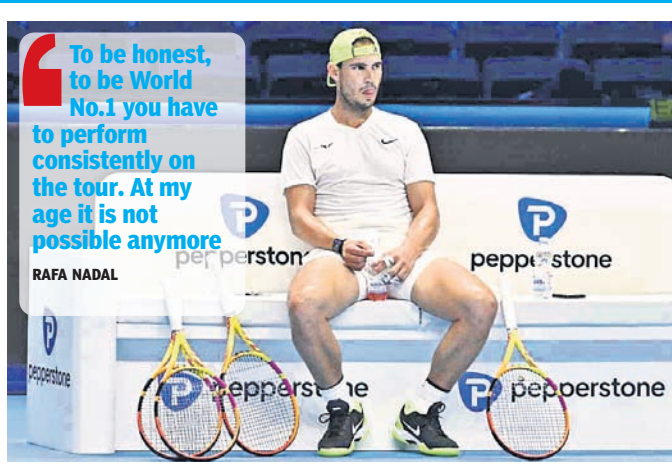 To be honest,
to be World
No.1 you have
to perform
consistently on
the tour. At my
age it is not
possible anymore
RAFA NADAL
pepperstone
pepperstone
pepperstone
pepperstone
pepperstone